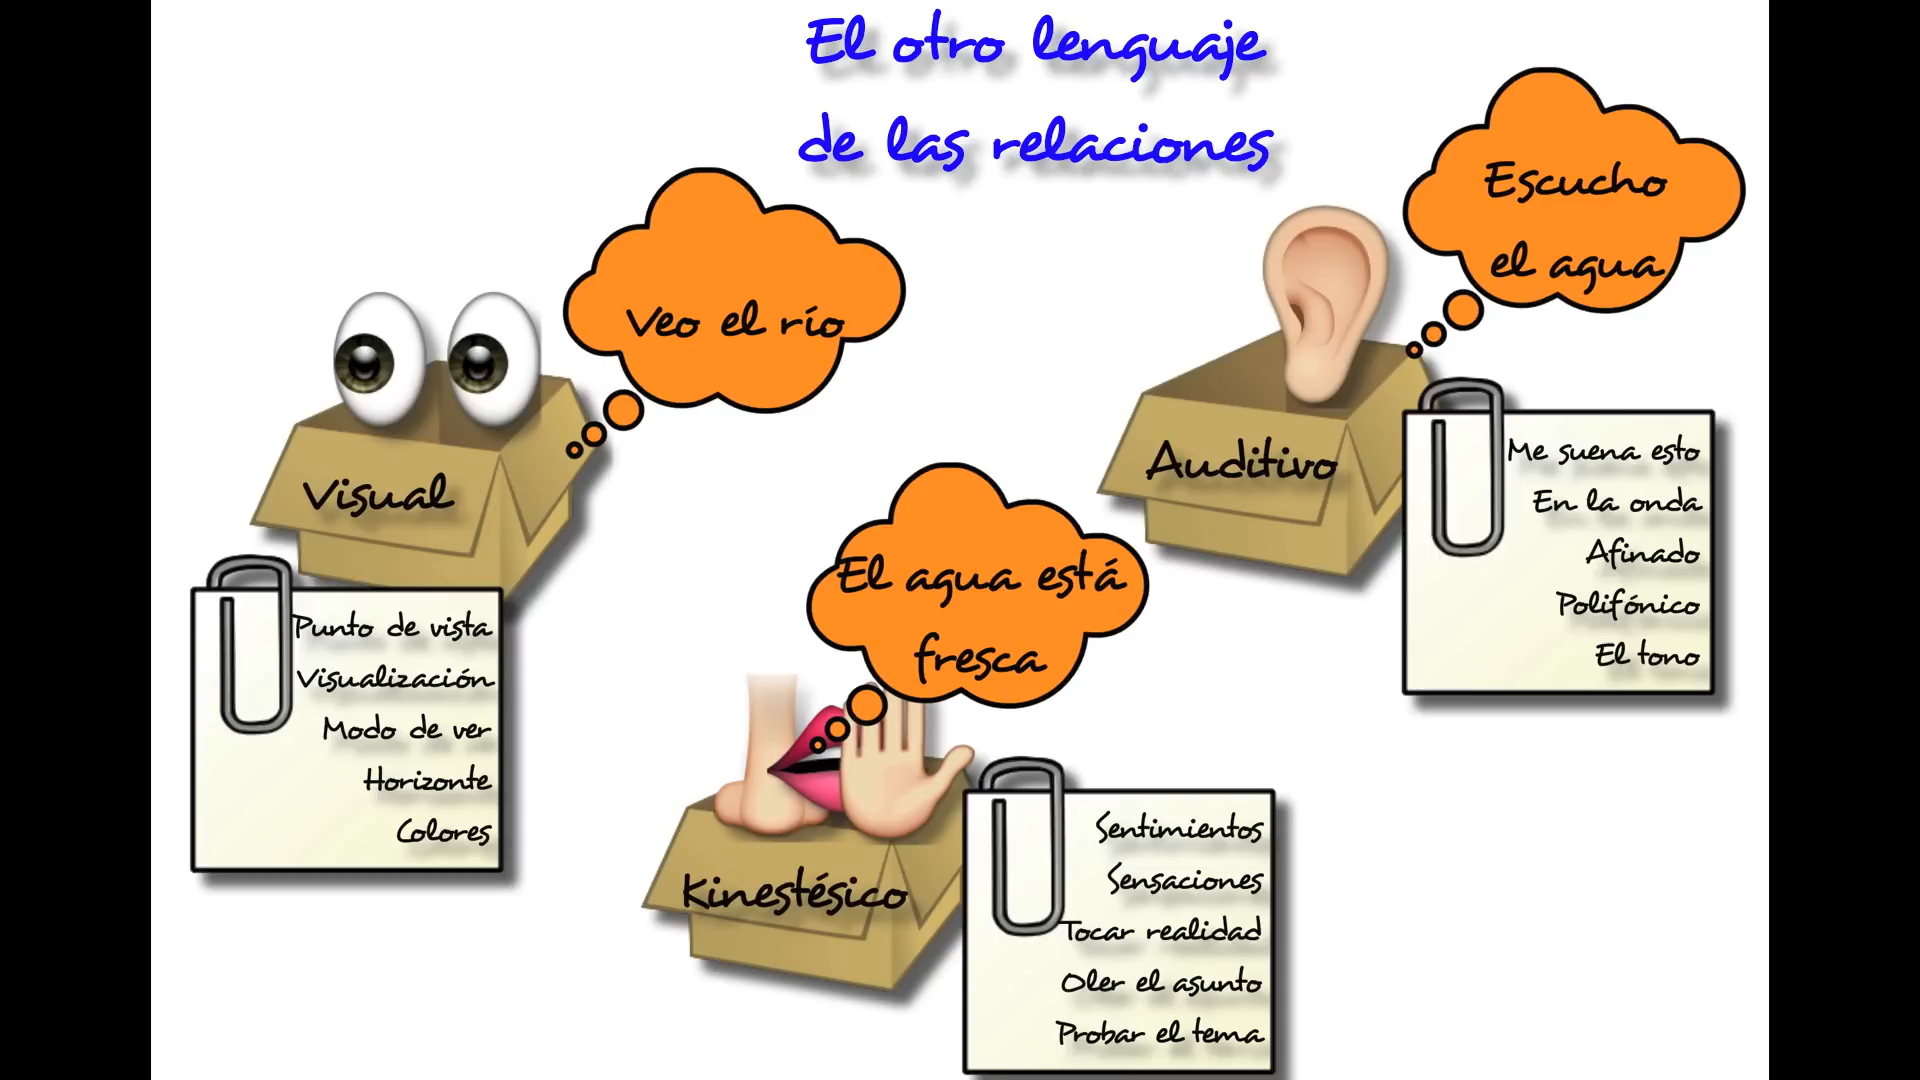 El otro lenguaje
de las relaciones
Veo el río
Visual
Punto de vista
Visualización
Modo de ver
Horizonte
Colores
El agua está
fresca
Kinestésico
Sentimientos
Sensaciones
Tocar realidad
Oler el asunto
Probar el tema
Escucho
el agua
Auditivo
Me suena esto
En la onda
Afinado
Polifónico
El tono